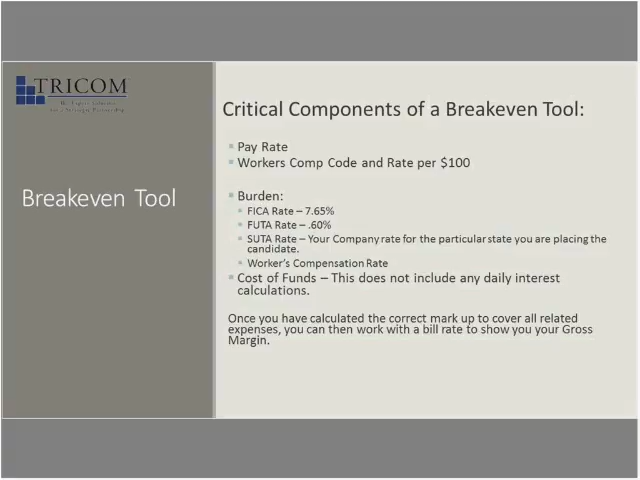 TRICOM
Critical Components of a Breakeven Tool:
Pay Rate
Workers Comp Code and Rate per $100
Breakeven Tool
Burden:
FICA Rate – 7.65%
FUTA Rate – .60%
SUTA Rate – Your Company rate for the particular state you are placing the
candidate.
Worker's Compensation Rate
Cost of Funds – This does not include any daily interest
calculations.
Once you have calculated the correct mark up to cover all related
expenses, you can then work with a bill rate to show you your Gross
Margin.